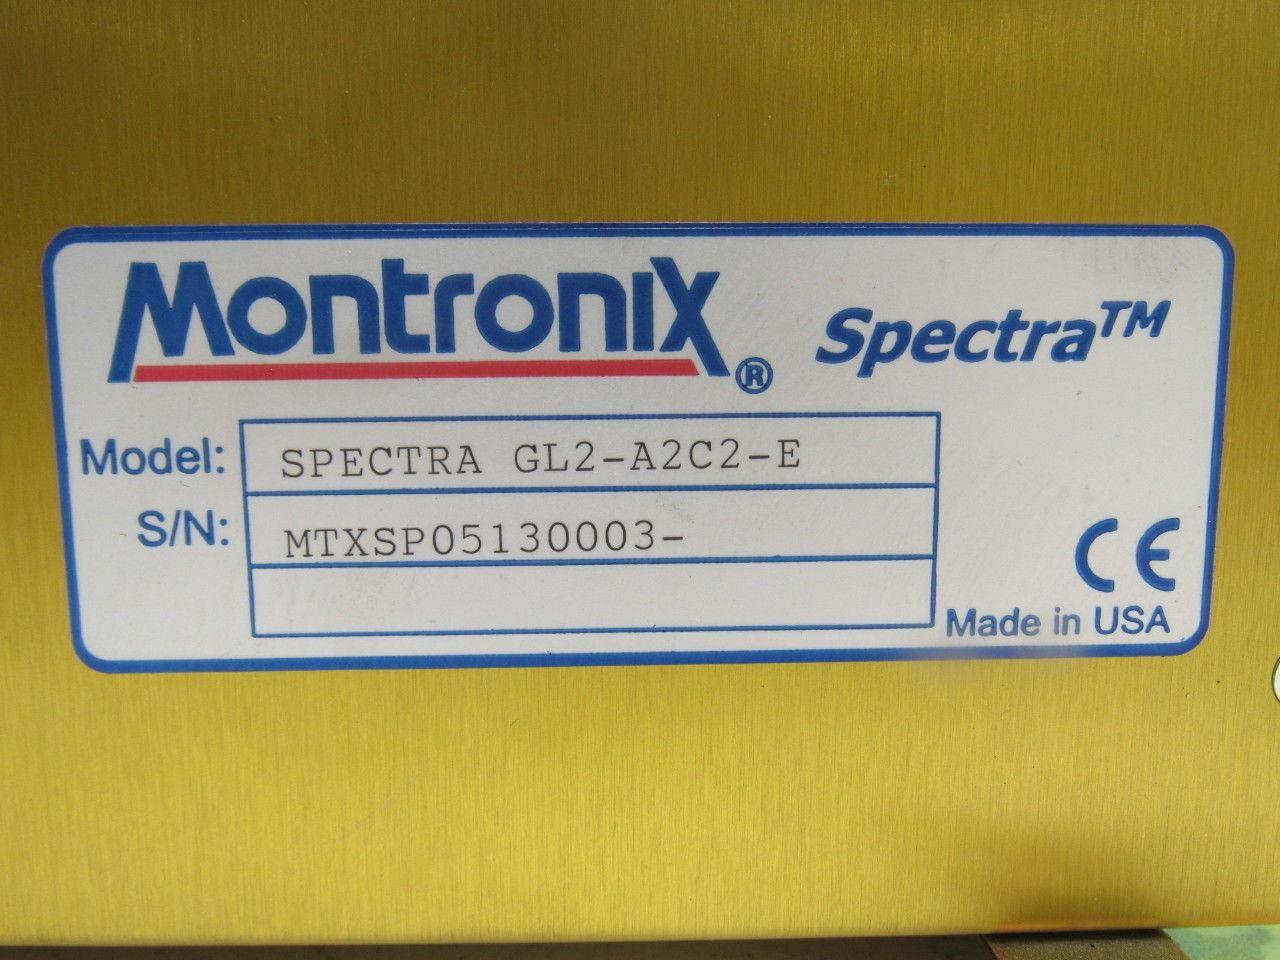 Montronix®
Spectra™
Model: SPECTRA GL2-A2C2-E
S/N: MTXSP05130003-
CE
Made in USA